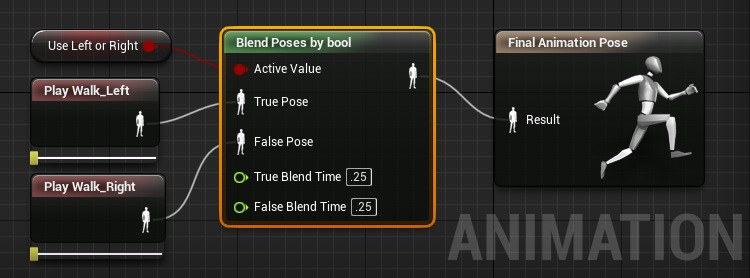 Use Left or Right
Play Walk_Left
Play Walk_Right
Blend Poses by bool
Active Value
True Pose
False Pose
True Blend Time .25
False Blend Time .25
Final Animation Pose
Result
ANIMATION